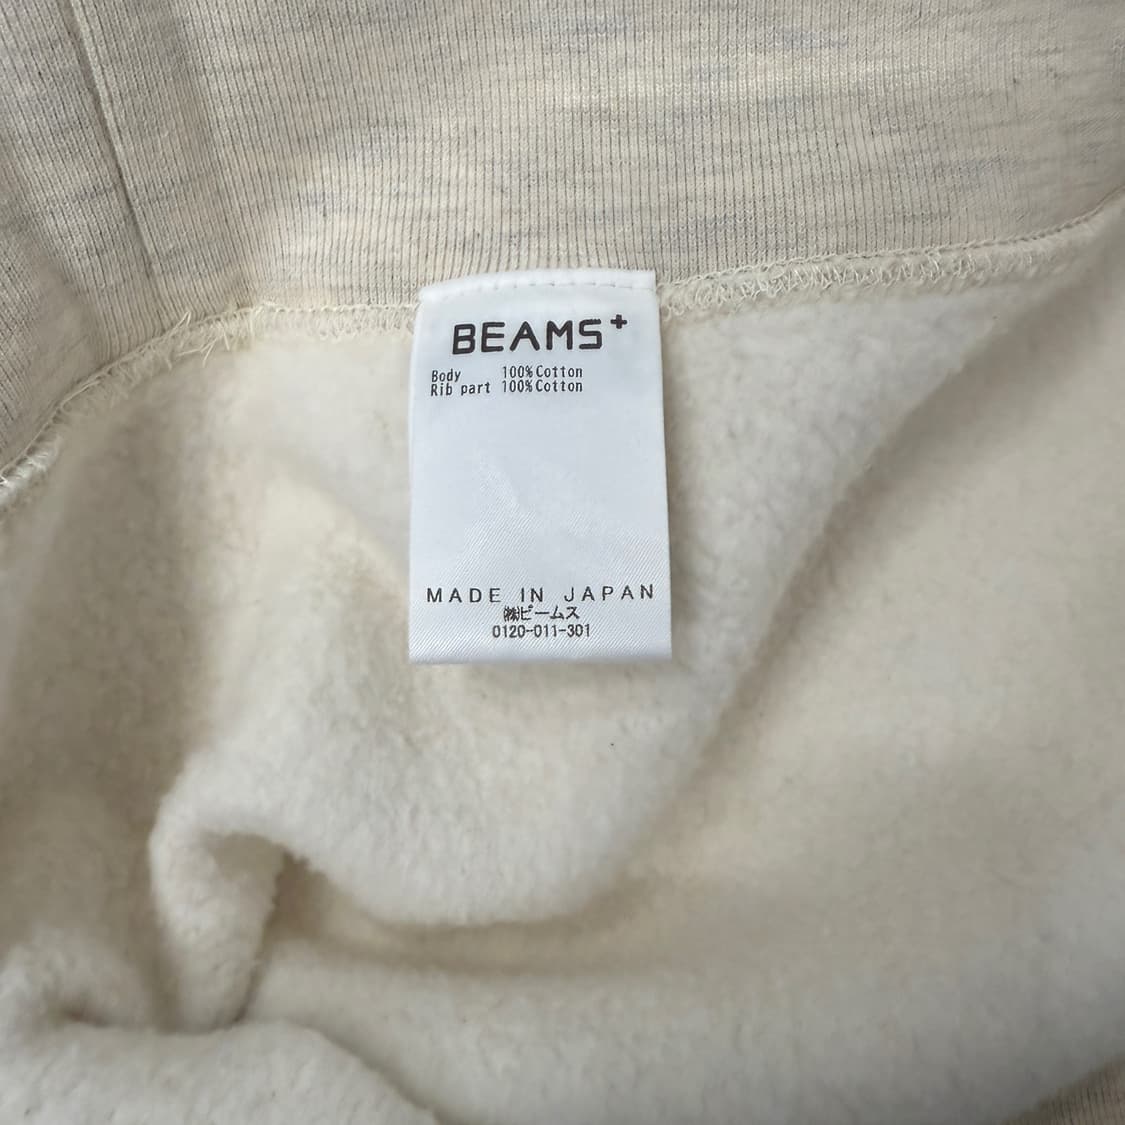 BEAMS+
Body 100%Cotton
Rib part 100%Cotton
MADE IN JAPAN
㈱ビームス
0120-011-301